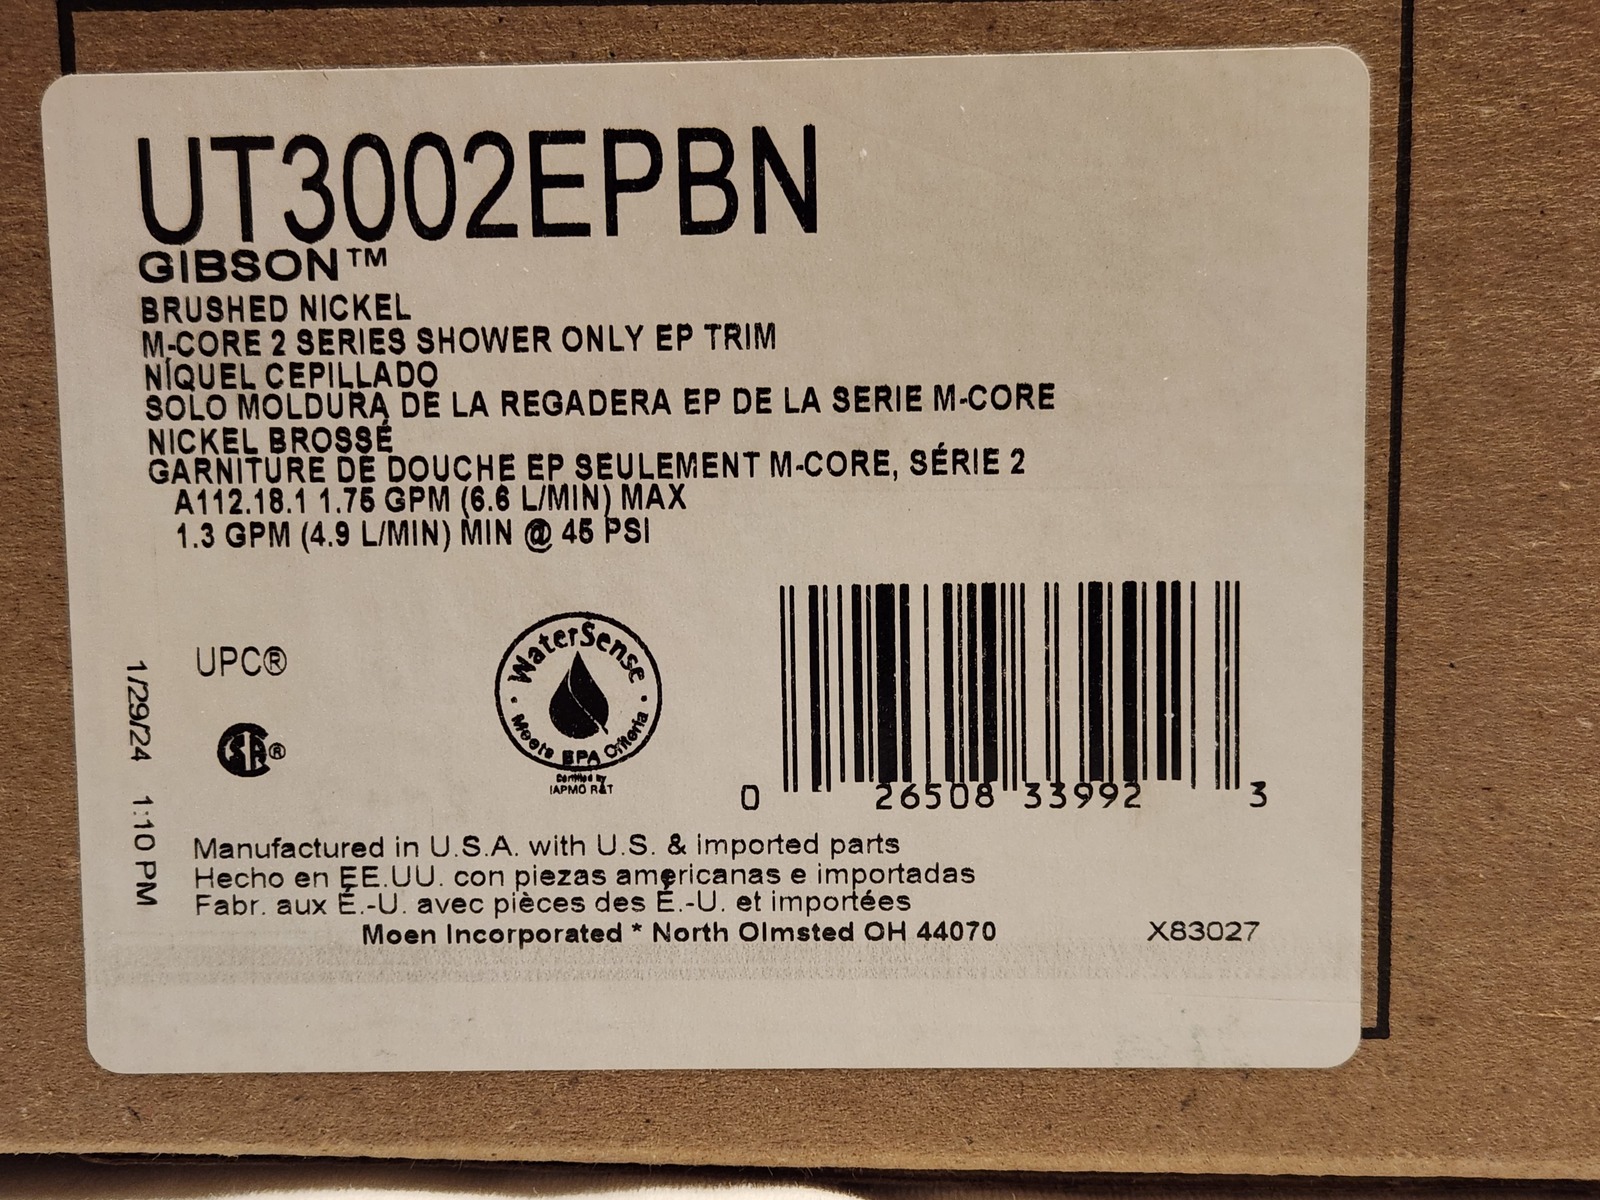 UT3002EPBN
GIBSON™
BRUSHED NICKEL
M-CORE 2 SERIES SHOWER ONLY EP TRIM
NÍQUEL CEPILLADO
SOLO MOLDURA DE LA REGADERA EP DE LA SERIE M-CORE
NICKEL BROSSÉ
GARNITURE DE DOUCHE EP SEULEMENT M-CORE, SÉRIE 2
A112.18.1 1.75 GPM (6.6 L/MIN) MAX
1.3 GPM (4.9 L/MIN) MIN @ 45 PSI
UPC®
WaterSense
Meets EPA Criteria
Certified by
IAPMO R&T
CSA®
1/29/24 1:10 PM
0 26508 33992 3
Manufactured in U.S.A. with U.S. & imported parts
Hecho en EE.UU. con piezas americanas e importadas
Fabr. aux É.-U. avec pièces des É.-U. et importées
Moen Incorporated * North Olmsted OH 44070
X83027